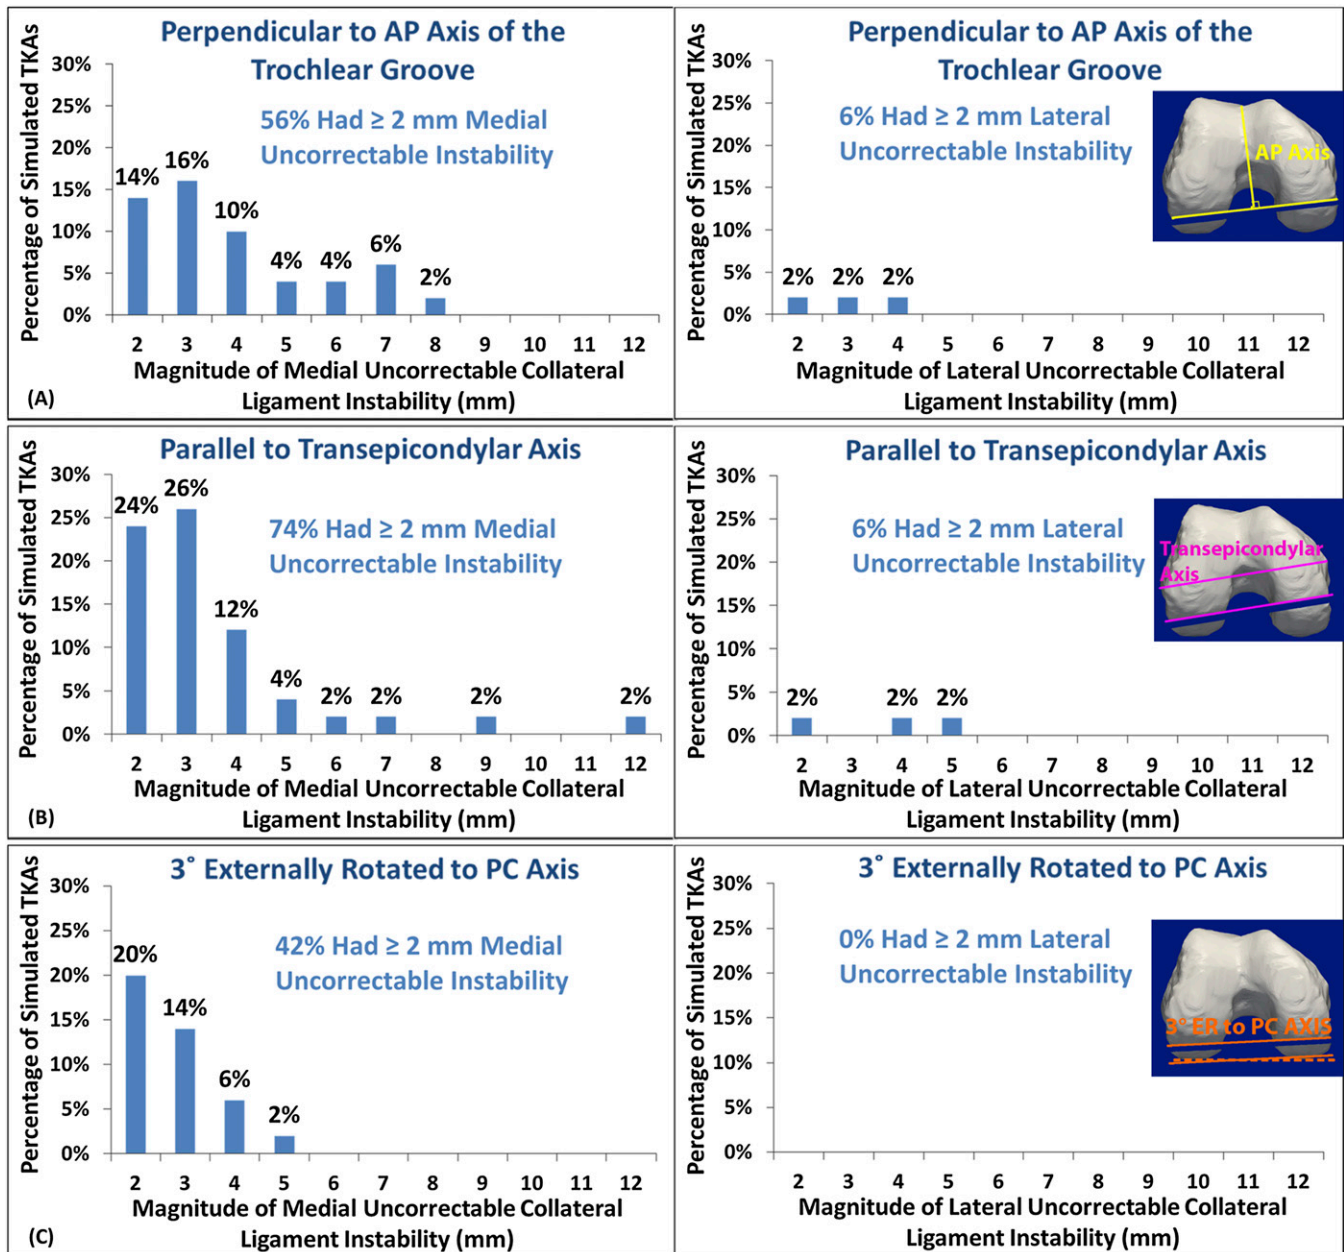 Perpendicular to AP Axis of the
Trochlear Groove
56% Had ≥ 2 mm Medial
Uncorrectable Instability
Percentage of Simulated TKAs
30%
25%
20%
15%
10%
5%
0%
14%
16%
10%
4%
4%
6%
2%
2 3 4 5 6 7 8 9 10 11 12
Magnitude of Medial Uncorrectable Collateral
Ligament Instability (mm)
(A)
Perpendicular to AP Axis of the
Trochlear Groove
6% Had ≥ 2 mm Lateral
Uncorrectable Instability
AP Axis
Percentage of Simulated TKAs
30%
25%
20%
15%
10%
5%
0%
2%
2%
2%
2 3 4 5 6 7 8 9 10 11 12
Magnitude of Lateral Uncorrectable Collateral
Ligament Instability (mm)
Parallel to Transepicondylar Axis
74% Had ≥ 2 mm Medial
Uncorrectable Instability
Percentage of Simulated TKAs
30%
25%
20%
15%
10%
5%
0%
24%
26%
12%
4%
2%
2%
2%
2%
2 3 4 5 6 7 8 9 10 11 12
Magnitude of Medial Uncorrectable Collateral
Ligament Instability (mm)
(B)
Parallel to Transepicondylar Axis
6% Had ≥ 2 mm Lateral
Uncorrectable Instability
Transepicondylar
Axis
Percentage of Simulated TKAs
30%
25%
20%
15%
10%
5%
0%
2%
2%
2%
2 3 4 5 6 7 8 9 10 11 12
Magnitude of Lateral Uncorrectable Collateral
Ligament Instability (mm)
3° Externally Rotated to PC Axis
42% Had ≥ 2 mm Medial
Uncorrectable Instability
Percentage of Simulated TKAs
30%
25%
20%
15%
10%
5%
0%
20%
14%
6%
2%
2 3 4 5 6 7 8 9 10 11 12
Magnitude of Medial Uncorrectable Collateral
Ligament Instability (mm)
(C)
3° Externally Rotated to PC Axis
0% Had ≥ 2 mm Lateral
Uncorrectable Instability
3° ER to PC AXIS
Percentage of Simulated TKAs
30%
25%
20%
15%
10%
5%
0%
2 3 4 5 6 7 8 9 10 11 12
Magnitude of Lateral Uncorrectable Collateral
Ligament Instability (mm)